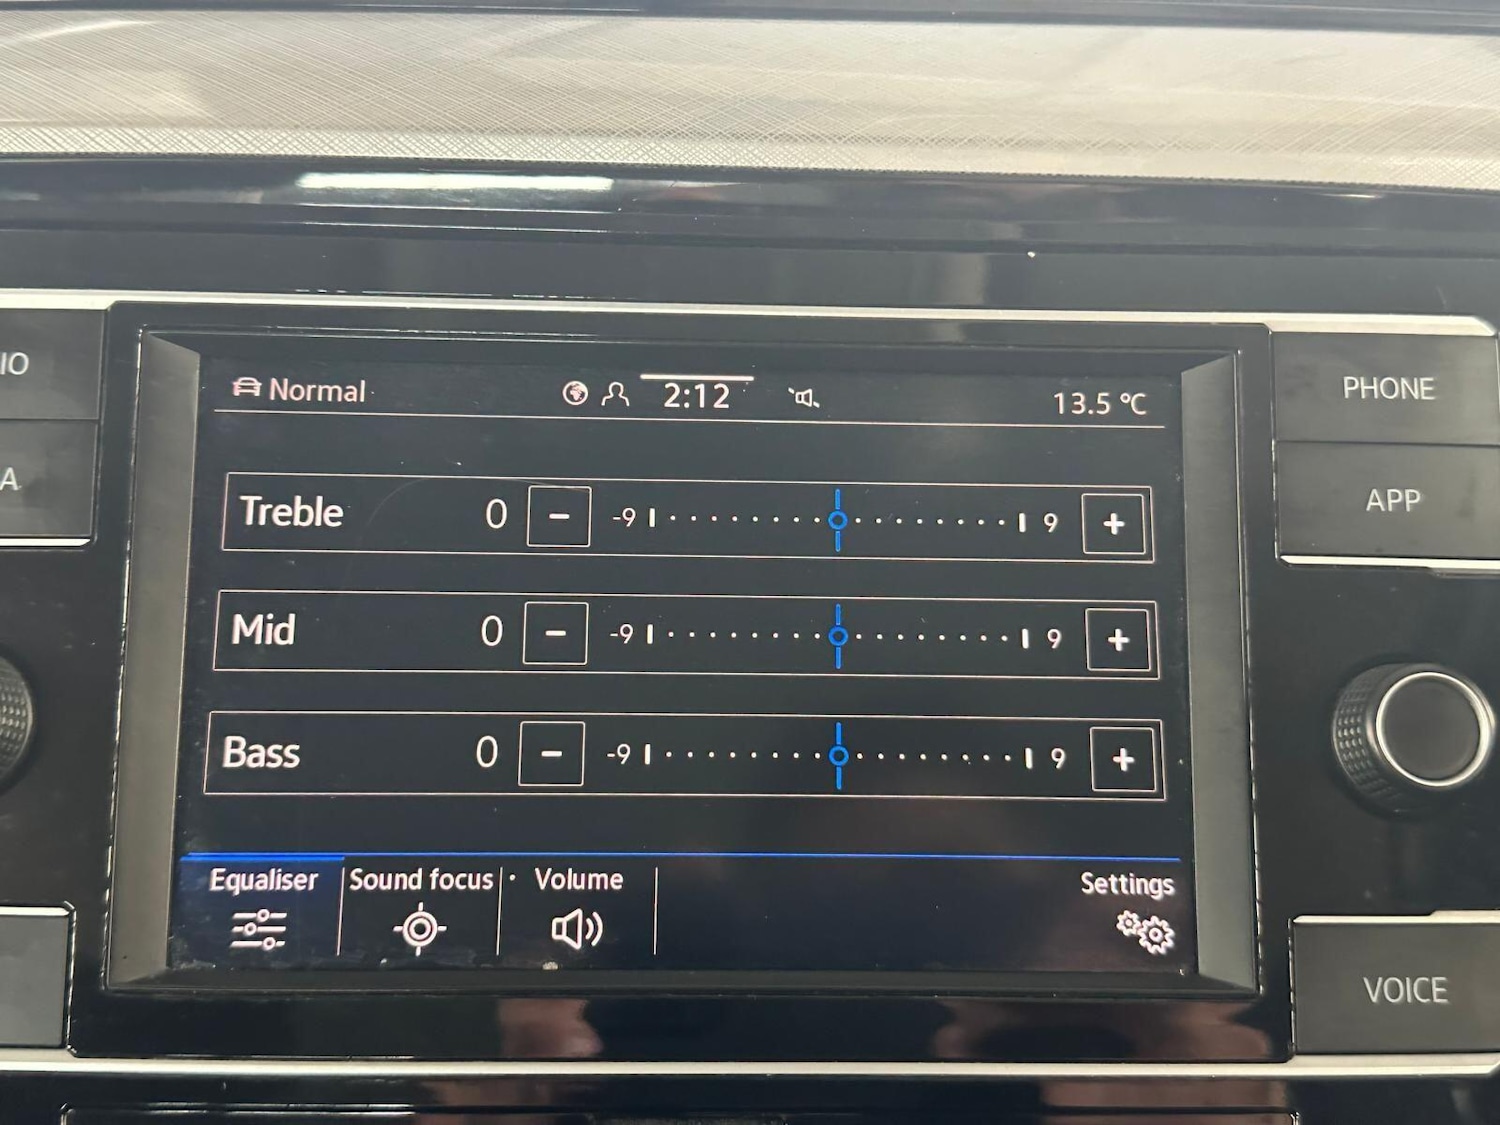 Normal 2:12 13.5 °C
IO
PHONE
A
APP
Treble 0 - -9 9 +
Mid 0 - -9 9 +
Bass 0 - -9 9 +
Equaliser Sound focus Volume Settings
VOICE